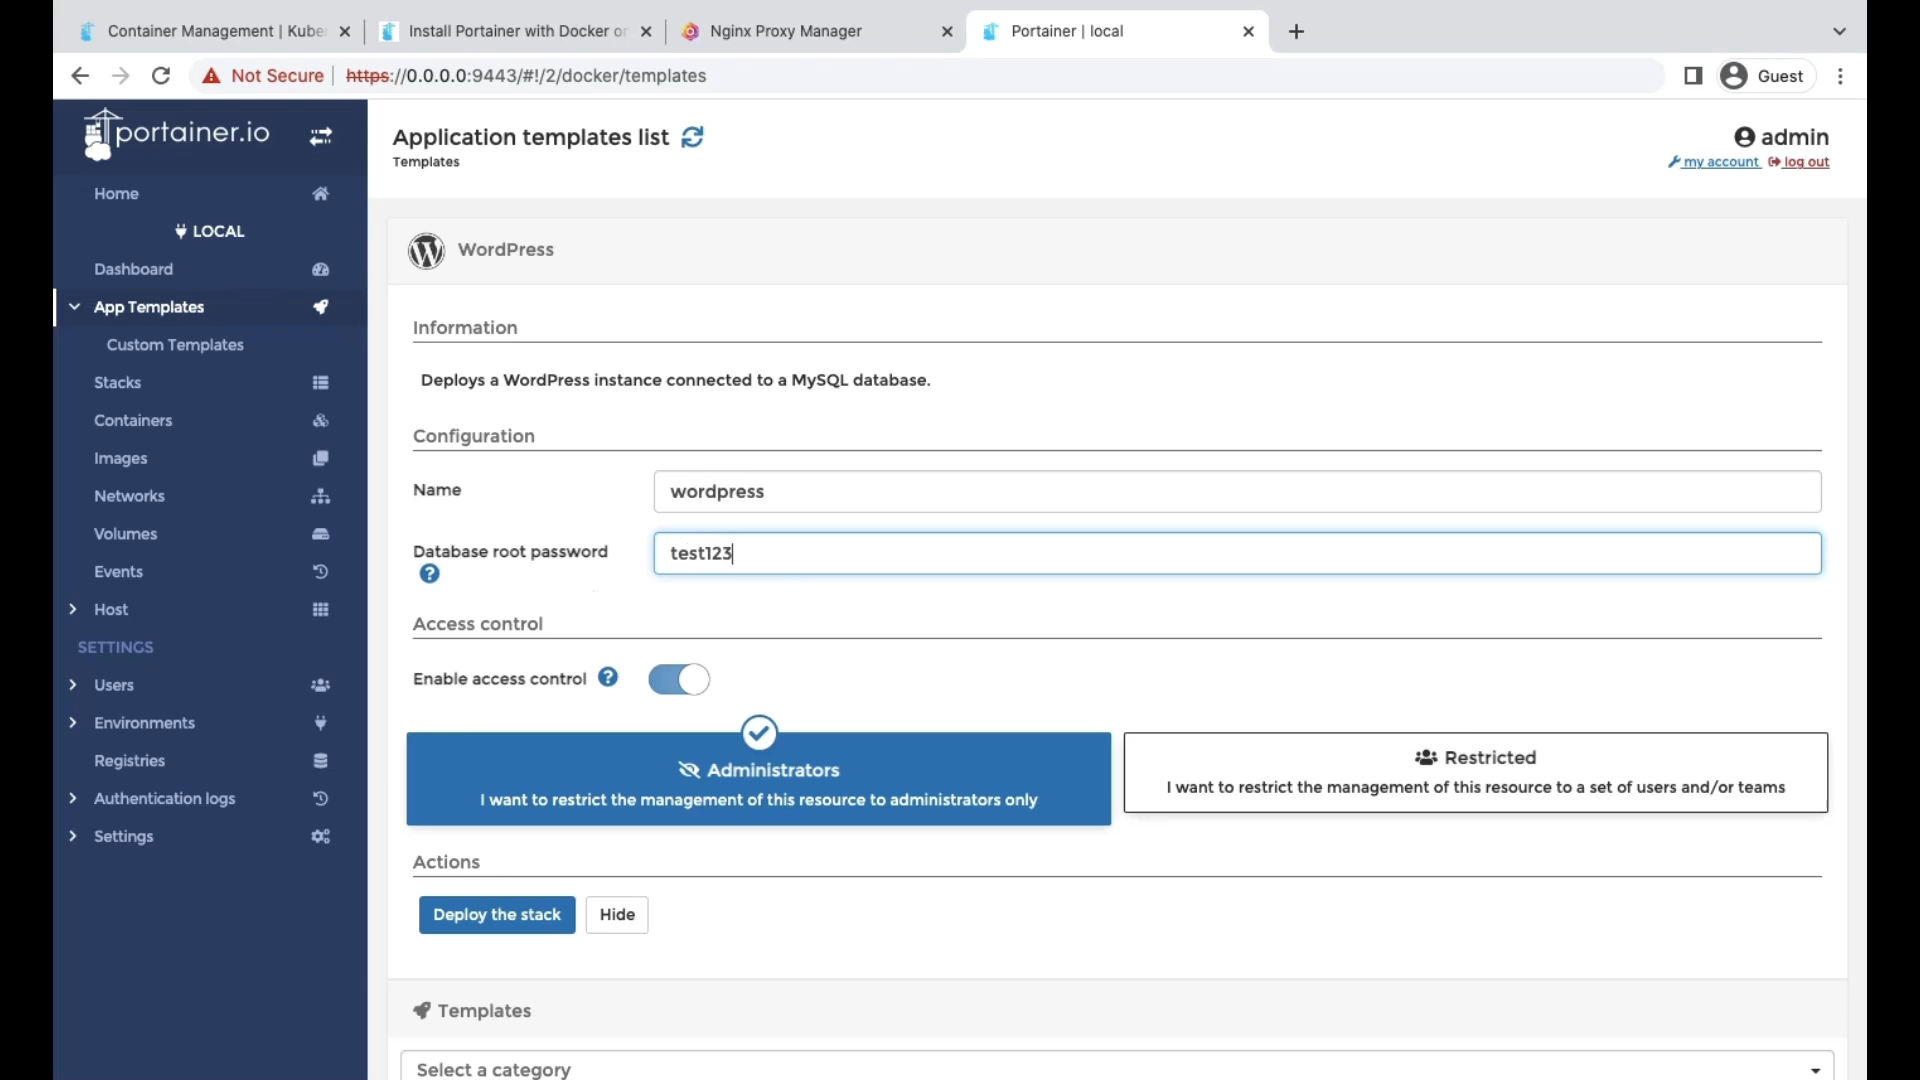 Container Management | Kube
Install Portainer with Docker or
Nginx Proxy Manager
Portainer | local
Not Secure
https://0.0.0.0:9443/#!/2/docker/templates
Guest
portainer.io
Home
LOCAL
Dashboard
App Templates
Custom Templates
Stacks
Containers
Images
Networks
Volumes
Events
Host
SETTINGS
Users
Environments
Registries
Authentication logs
Settings
Application templates list
Templates
admin
my account log out
WordPress
Information
Deploys a WordPress instance connected to a MySQL database.
Configuration
Name
wordpress
Database root password
test123
Access control
Enable access control
Administrators
I want to restrict the management of this resource to administrators only
Restricted
I want to restrict the management of this resource to a set of users and/or teams
Actions
Deploy the stack
Hide
Templates
Select a category